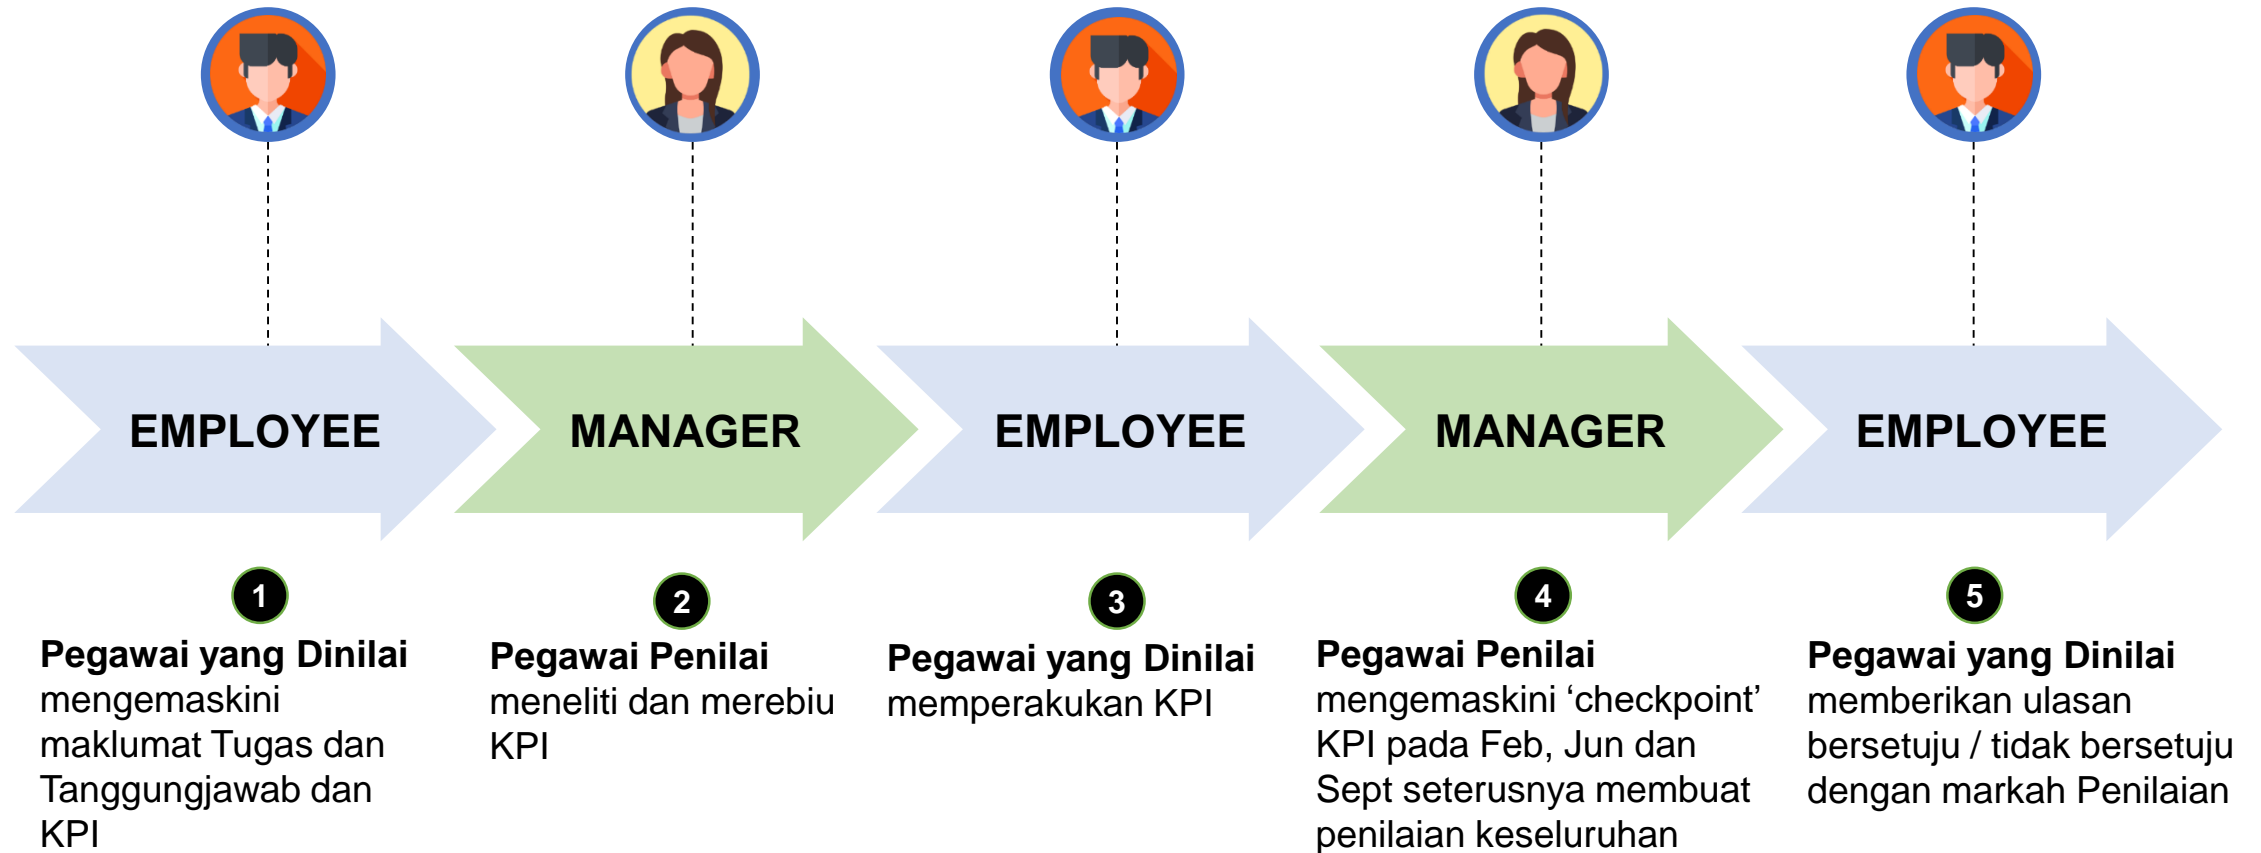 EMPLOYEE
MANAGER
EMPLOYEE
MANAGER
EMPLOYEE
1
Pegawai yang Dinilai
mengemaskini
maklumat Tugas dan
Tanggungjawab dan
KPI
2
Pegawai Penilai
meneliti dan merebiu
KPI
3
Pegawai yang Dinilai
memperakukan KPI
4
Pegawai Penilai
mengemaskini ‘checkpoint’
KPI pada Feb, Jun dan
Sept seterusnya membuat
penilaian keseluruhan
5
Pegawai yang Dinilai
memberikan ulasan
bersetuju / tidak bersetuju
dengan markah Penilaian